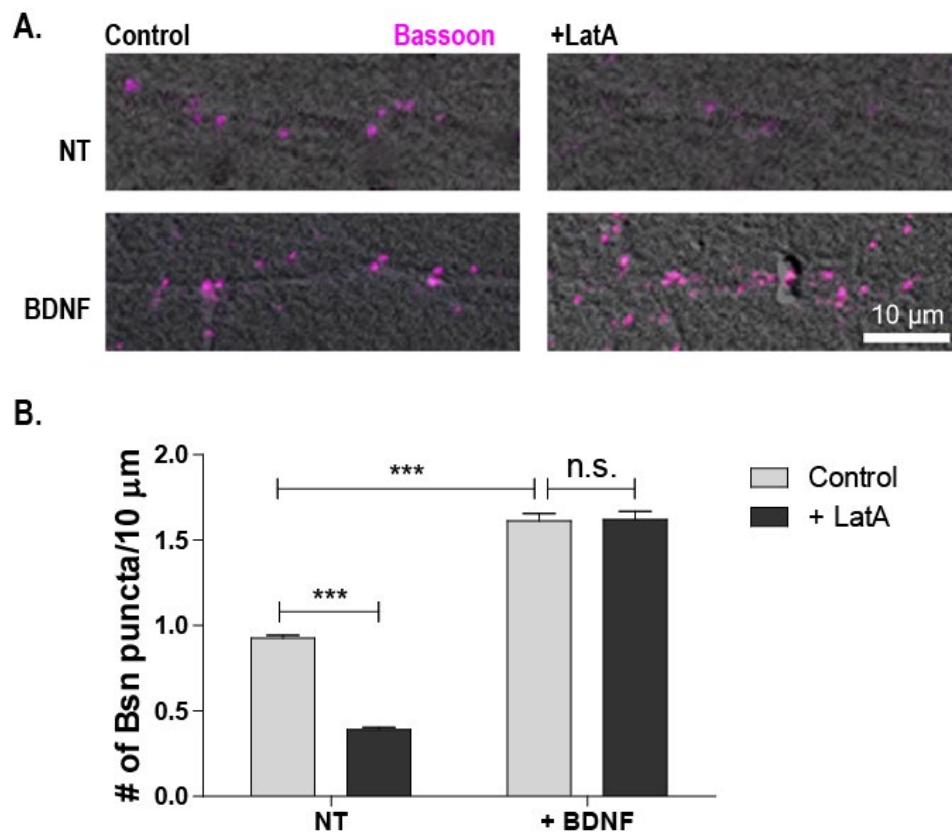 A.
Control Bassoon +LatA
NT
BDNF
10 µm
B.
# of Bsn puncta/10 µm
2.0
1.5
1.0
0.5
0.0
***
***
n.s.
Control
+ LatA
NT + BDNF